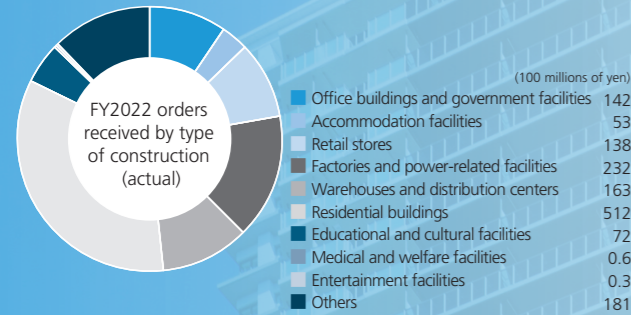 FY2022 orders
received by type
of construction
(actual)
(100 millions of yen)
Office buildings and government facilities 142
Accommodation facilities 53
Retail stores 138
Factories and power-related facilities 232
Warehouses and distribution centers 163
Residential buildings 512
Educational and cultural facilities 72
Medical and welfare facilities 0.6
Entertainment facilities 0.3
Others 181